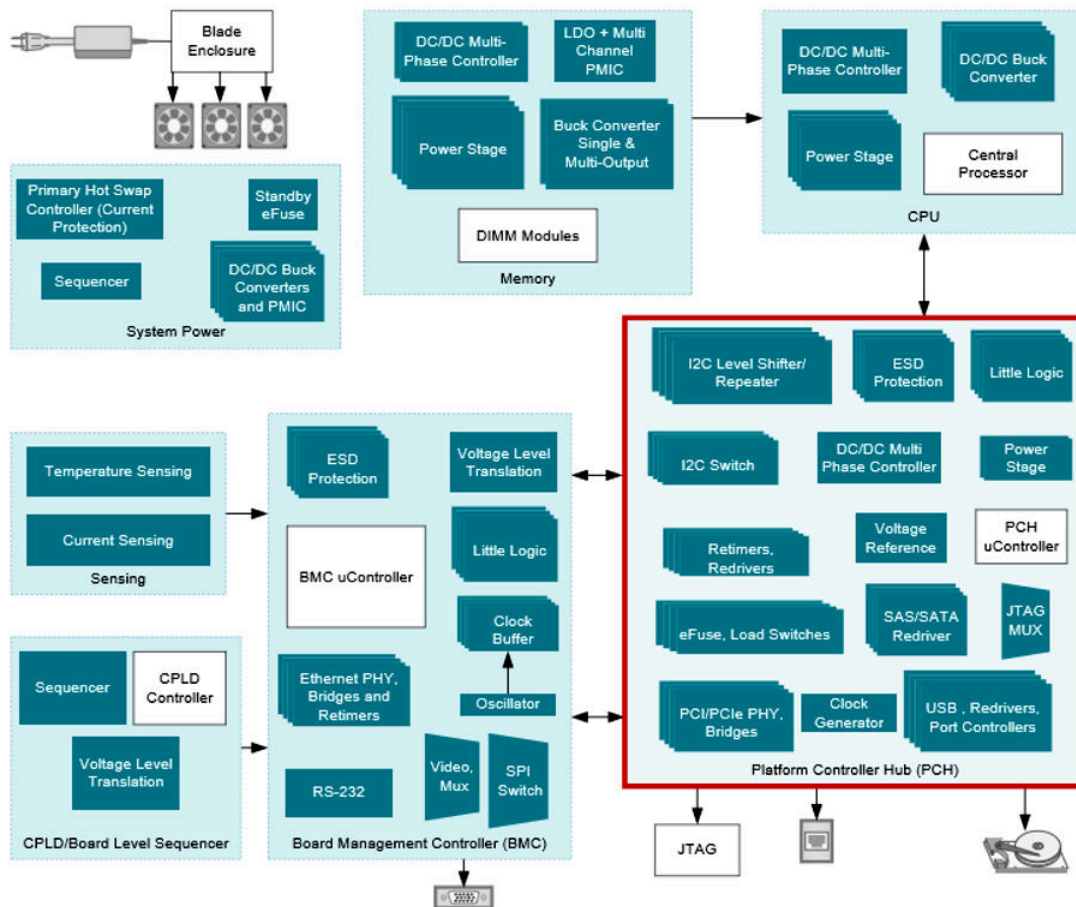 Blade
Enclosure
Primary Hot Swap
Controller (Current
Protection)
Standby
eFuse
Sequencer
DC/DC Buck
Converters
and PMIC
System Power
DC/DC Multi-
Phase Controller
LDO + Multi
Channel
PMIC
Power Stage
Buck Converter
Single &
Multi-Output
DIMM Modules
Memory
DC/DC Multi-
Phase Controller
DC/DC Buck
Converter
Power Stage
Central
Processor
CPU
Temperature Sensing
Current Sensing
Sensing
Sequencer
CPLD
Controller
Voltage Level
Translation
CPLD/Board Level Sequencer
ESD
Protection
Voltage Level
Translation
BMC uController
Little Logic
Clock
Buffer
Ethernet PHY,
Bridges and
Retimers
Oscillator
RS-232
Video,
Mux
SPI
Switch
Board Management Controller (BMC)
I2C Level Shifter/
Repeater
ESD
Protection
Little Logic
I2C Switch
DC/DC Multi
Phase Controller
Power
Stage
Retimers,
Redrivers
Voltage
Reference
PCH
uController
eFuse, Load Switches
SAS/SATA
Redriver
JTAG
MUX
PCI/PCIe PHY,
Bridges
Clock
Generator
USB , Redrivers,
Port Controllers
Platform Controller Hub (PCH)
JTAG